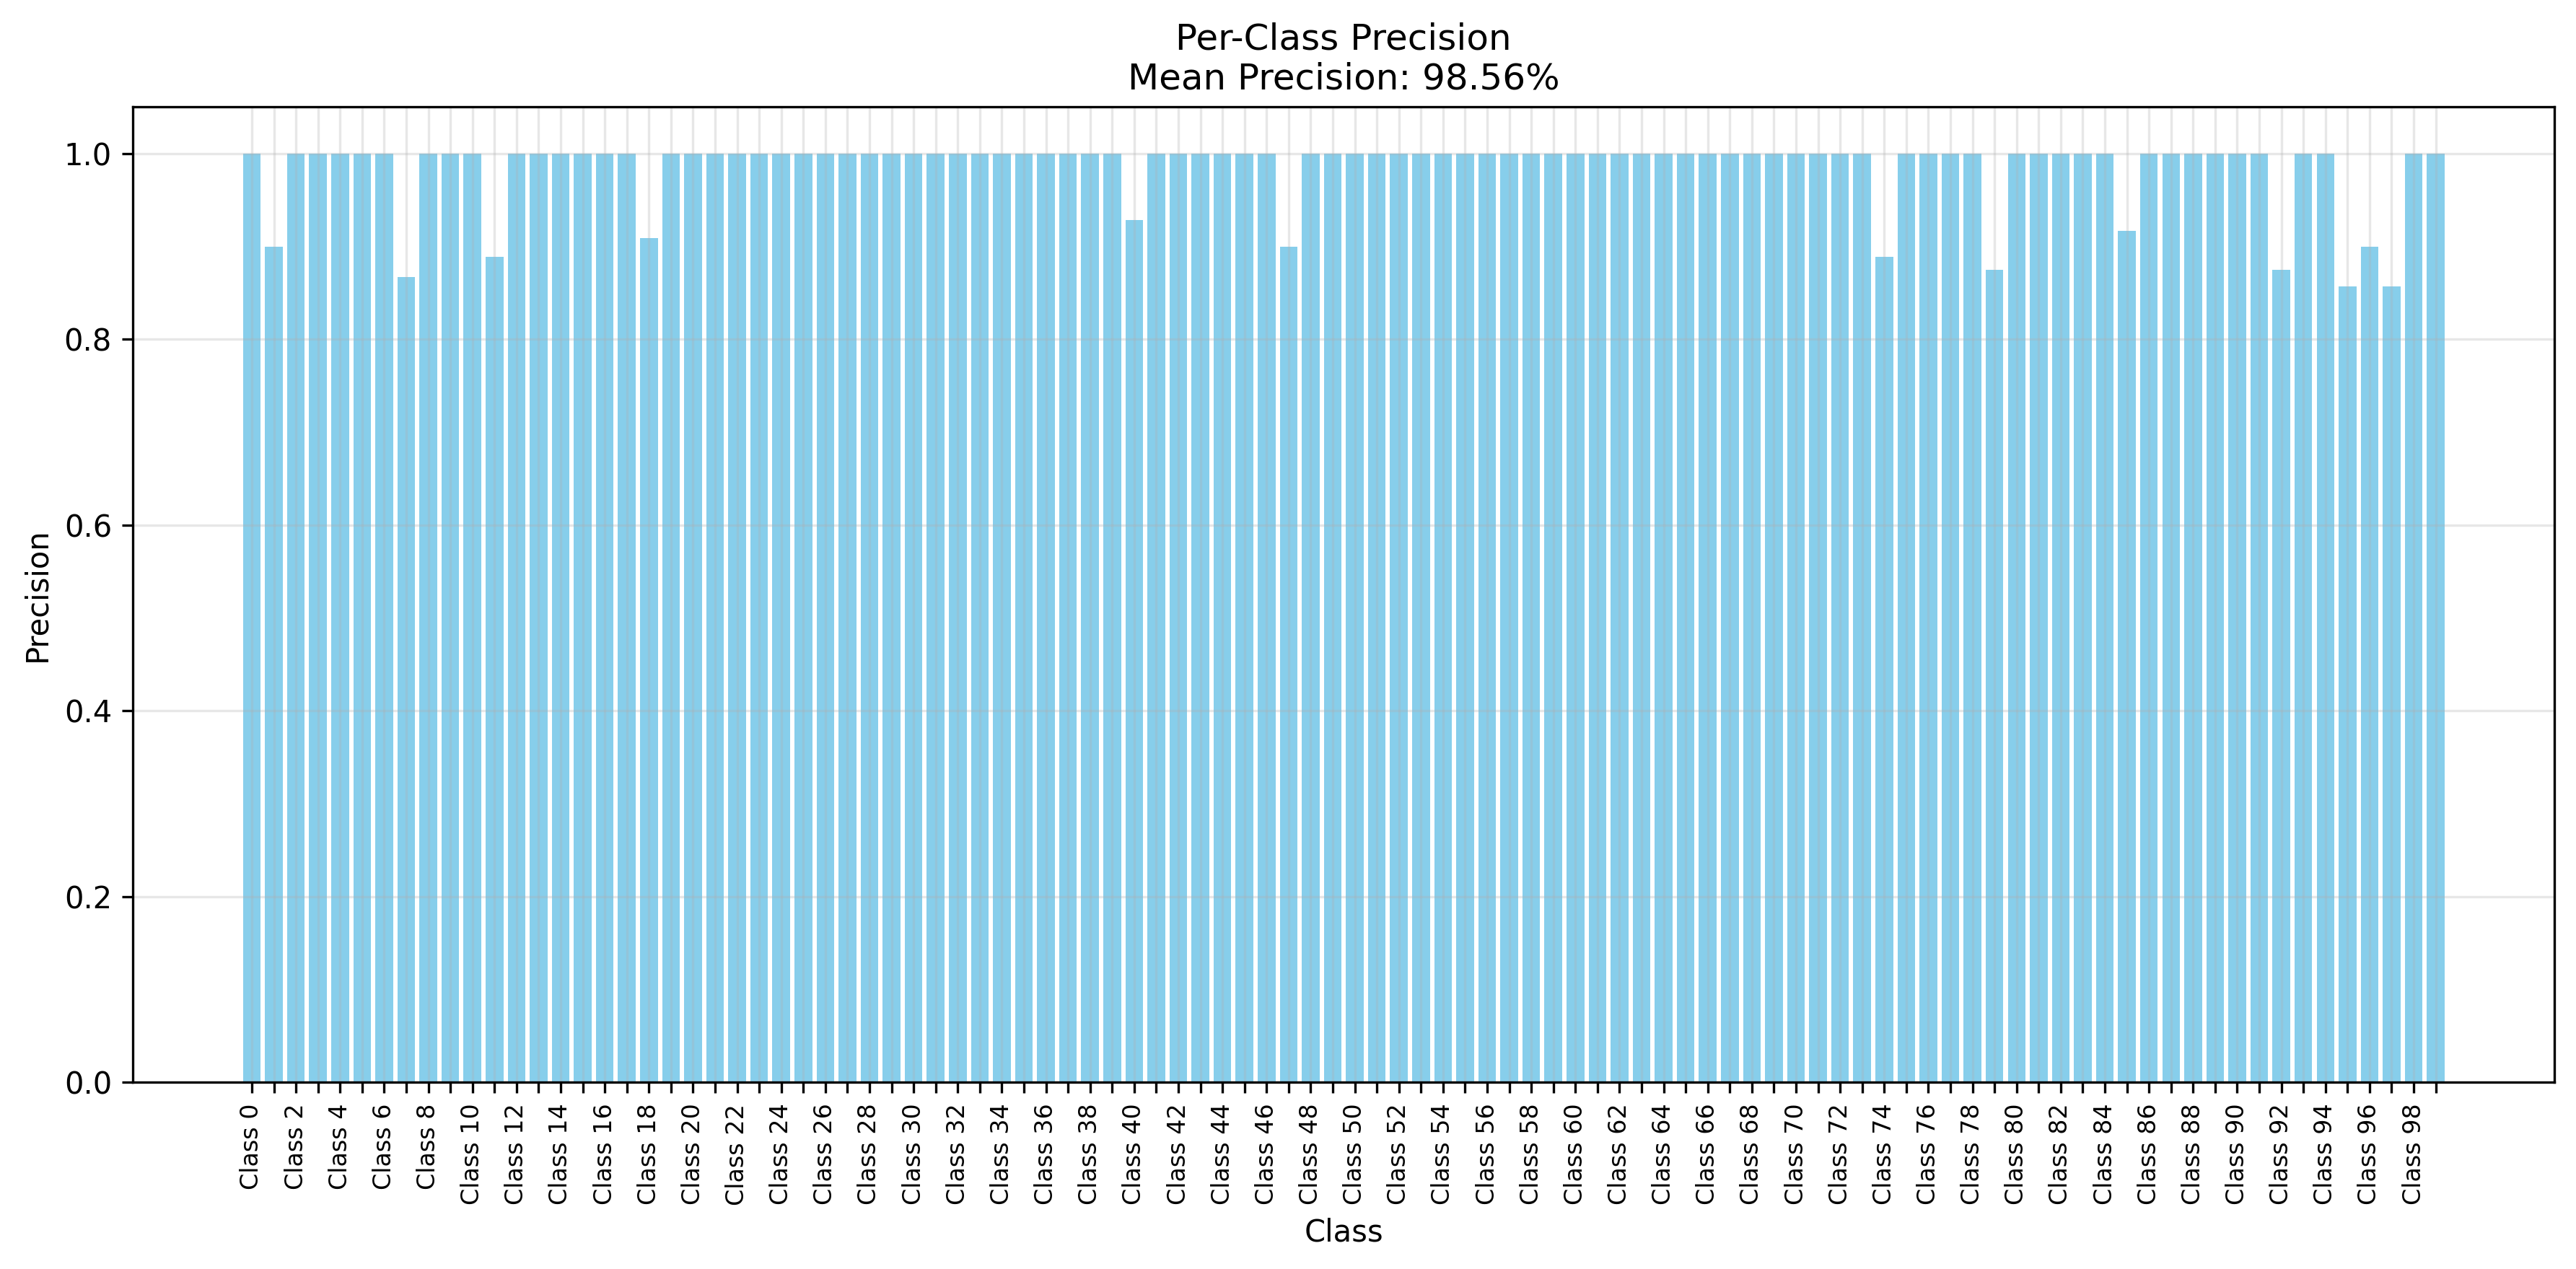 Per-Class Precision
Mean Precision: 98.56%
Precision
1.0
0.8
0.6
0.4
0.2
0.0
Class 0
Class 2
Class 4
Class 6
Class 8
Class 10
Class 12
Class 14
Class 16
Class 18
Class 20
Class 22
Class 24
Class 26
Class 28
Class 30
Class 32
Class 34
Class 36
Class 38
Class 40
Class 42
Class 44
Class 46
Class 48
Class 50
Class 52
Class 54
Class 56
Class 58
Class 60
Class 62
Class 64
Class 66
Class 68
Class 70
Class 72
Class 74
Class 76
Class 78
Class 80
Class 82
Class 84
Class 86
Class 88
Class 90
Class 92
Class 94
Class 96
Class 98
Class